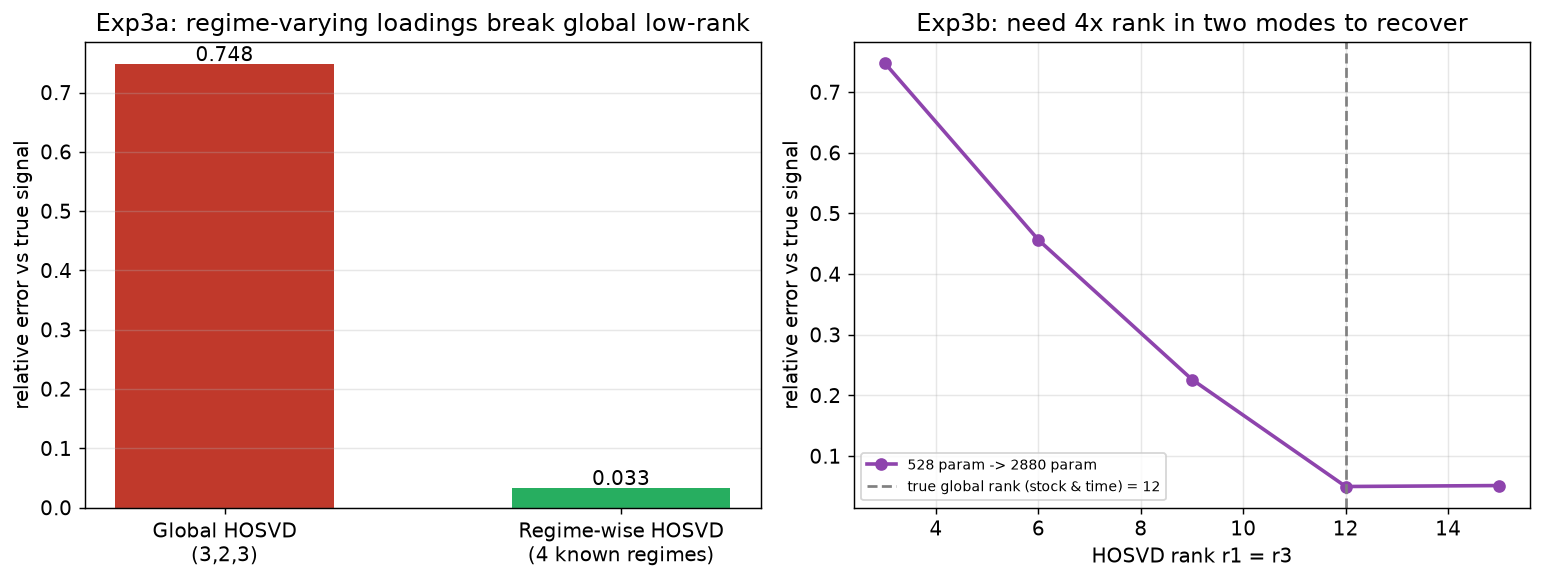 Exp3a: regime-varying loadings break global low-rank
relative error vs true signal
0.7
0.6
0.5
0.4
0.3
0.2
0.1
0.0
0.748
0.033
Global HOSVD
(3,2,3)
Regime-wise HOSVD
(4 known regimes)
Exp3b: need 4x rank in two modes to recover
relative error vs true signal
0.7
0.6
0.5
0.4
0.3
0.2
0.1
528 param -> 2880 param
true global rank (stock & time) = 12
4 6 8 10 12 14
HOSVD rank r1 = r3